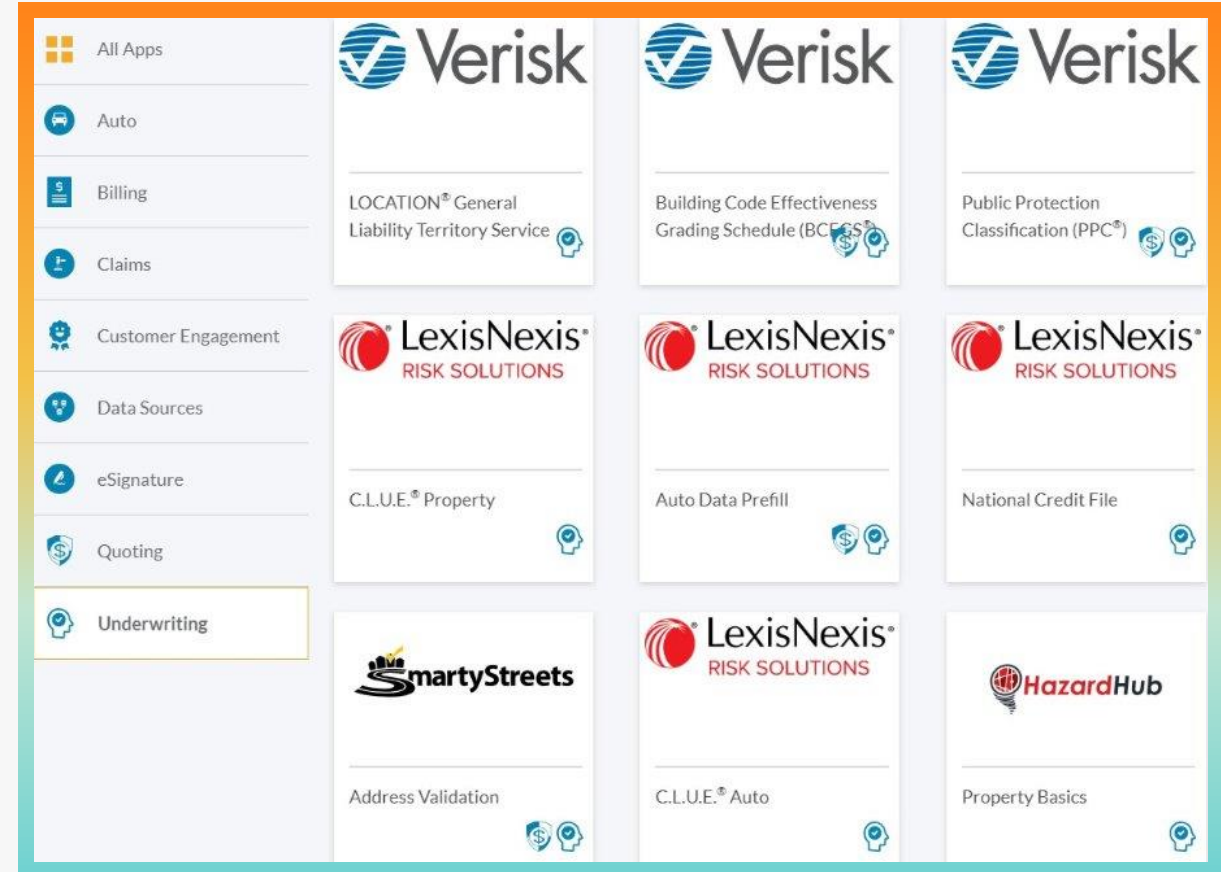 All Apps
Auto
Billing
Claims
Customer Engagement
Data Sources
eSignature
Quoting
Underwriting
Verisk
LOCATION® General
Liability Territory Service
Verisk
Building Code Effectiveness
Grading Schedule (BCEGS®)
Verisk
Public Protection
Classification (PPC®)
LexisNexis®
RISK SOLUTIONS
C.L.U.E.® Property
LexisNexis®
RISK SOLUTIONS
Auto Data Prefill
LexisNexis®
RISK SOLUTIONS
National Credit File
SmartyStreets
Address Validation
LexisNexis®
RISK SOLUTIONS
C.L.U.E.® Auto
HazardHub
Property Basics